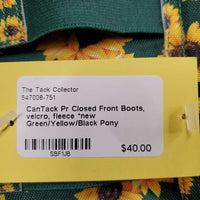 The Tack Collector
547008-751
CanTack Pr Closed Front Boots,
velcro, fleece *new
Green/Yellow/Black Pony
SBF1JB
$40.00